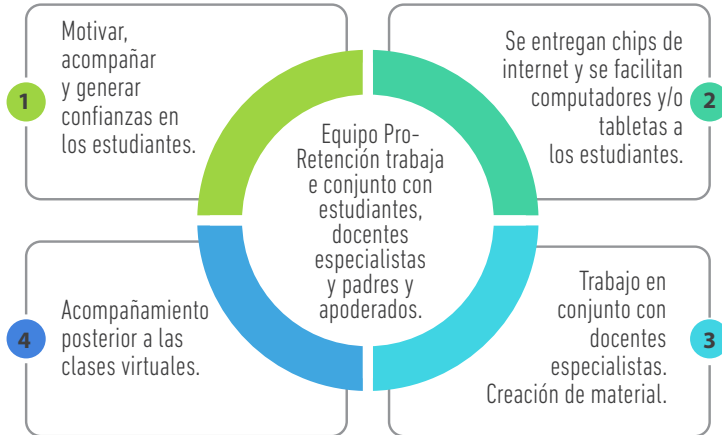 1
Motivar,
acompañar
y generar
confianzas en
los estudiantes.
Se entregan chips de
internet y se facilitan
computadores y/o
tabletas a
los estudiantes.
2
Equipo Pro-
Retención trabaja
e conjunto con
estudiantes,
docentes
especialistas
y padres y
apoderados.
Trabajo en
conjunto con
docentes
especialistas.
Creación de material.
3
4
Acompañamiento
posterior a las
clases virtuales.